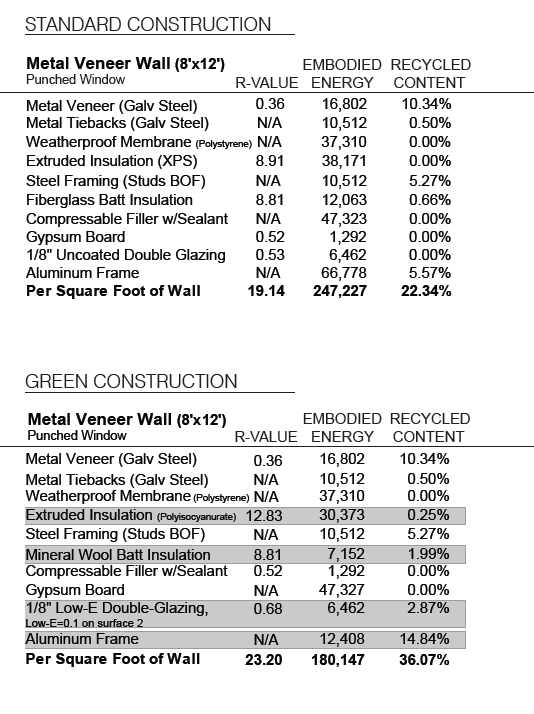 STANDARD CONSTRUCTION
Metal Veneer Wall (8'x12') EMBODIED RECYCLED
Punched Window R-VALUE ENERGY CONTENT
Metal Veneer (Galv Steel) 0.36 16,802 10.34%
Metal Tiebacks (Galv Steel) N/A 10,512 0.50%
Weatherproof Membrane (Polystyrene) N/A 37,310 0.00%
Extruded Insulation (XPS) 8.91 38,171 0.00%
Steel Framing (Studs BOF) N/A 10,512 5.27%
Fiberglass Batt Insulation 8.81 12,063 0.66%
Compressable Filler w/Sealant N/A 47,323 0.00%
Gypsum Board 0.52 1,292 0.00%
1/8" Uncoated Double Glazing 0.53 6,462 0.00%
Aluminum Frame N/A 66,778 5.57%
Per Square Foot of Wall 19.14 247,227 22.34%
GREEN CONSTRUCTION
Metal Veneer Wall (8'x12') EMBODIED RECYCLED
Punched Window R-VALUE ENERGY CONTENT
Metal Veneer (Galv Steel) 0.36 16,802 10.34%
Metal Tiebacks (Galv Steel) N/A 10,512 0.50%
Weatherproof Membrane (Polystyrene) N/A 37,310 0.00%
Extruded Insulation (Polyisocyanurate) 12.83 30,373 0.25%
Steel Framing (Studs BOF) N/A 10,512 5.27%
Mineral Wool Batt Insulation 8.81 7,152 1.99%
Compressable Filler w/Sealant 0.52 1,292 0.00%
Gypsum Board N/A 47,327 0.00%
1/8" Low-E Double-Glazing, 0.68 6,462 2.87%
Low-E=0.1 on surface 2
Aluminum Frame N/A 12,408 14.84%
Per Square Foot of Wall 23.20 180,147 36.07%